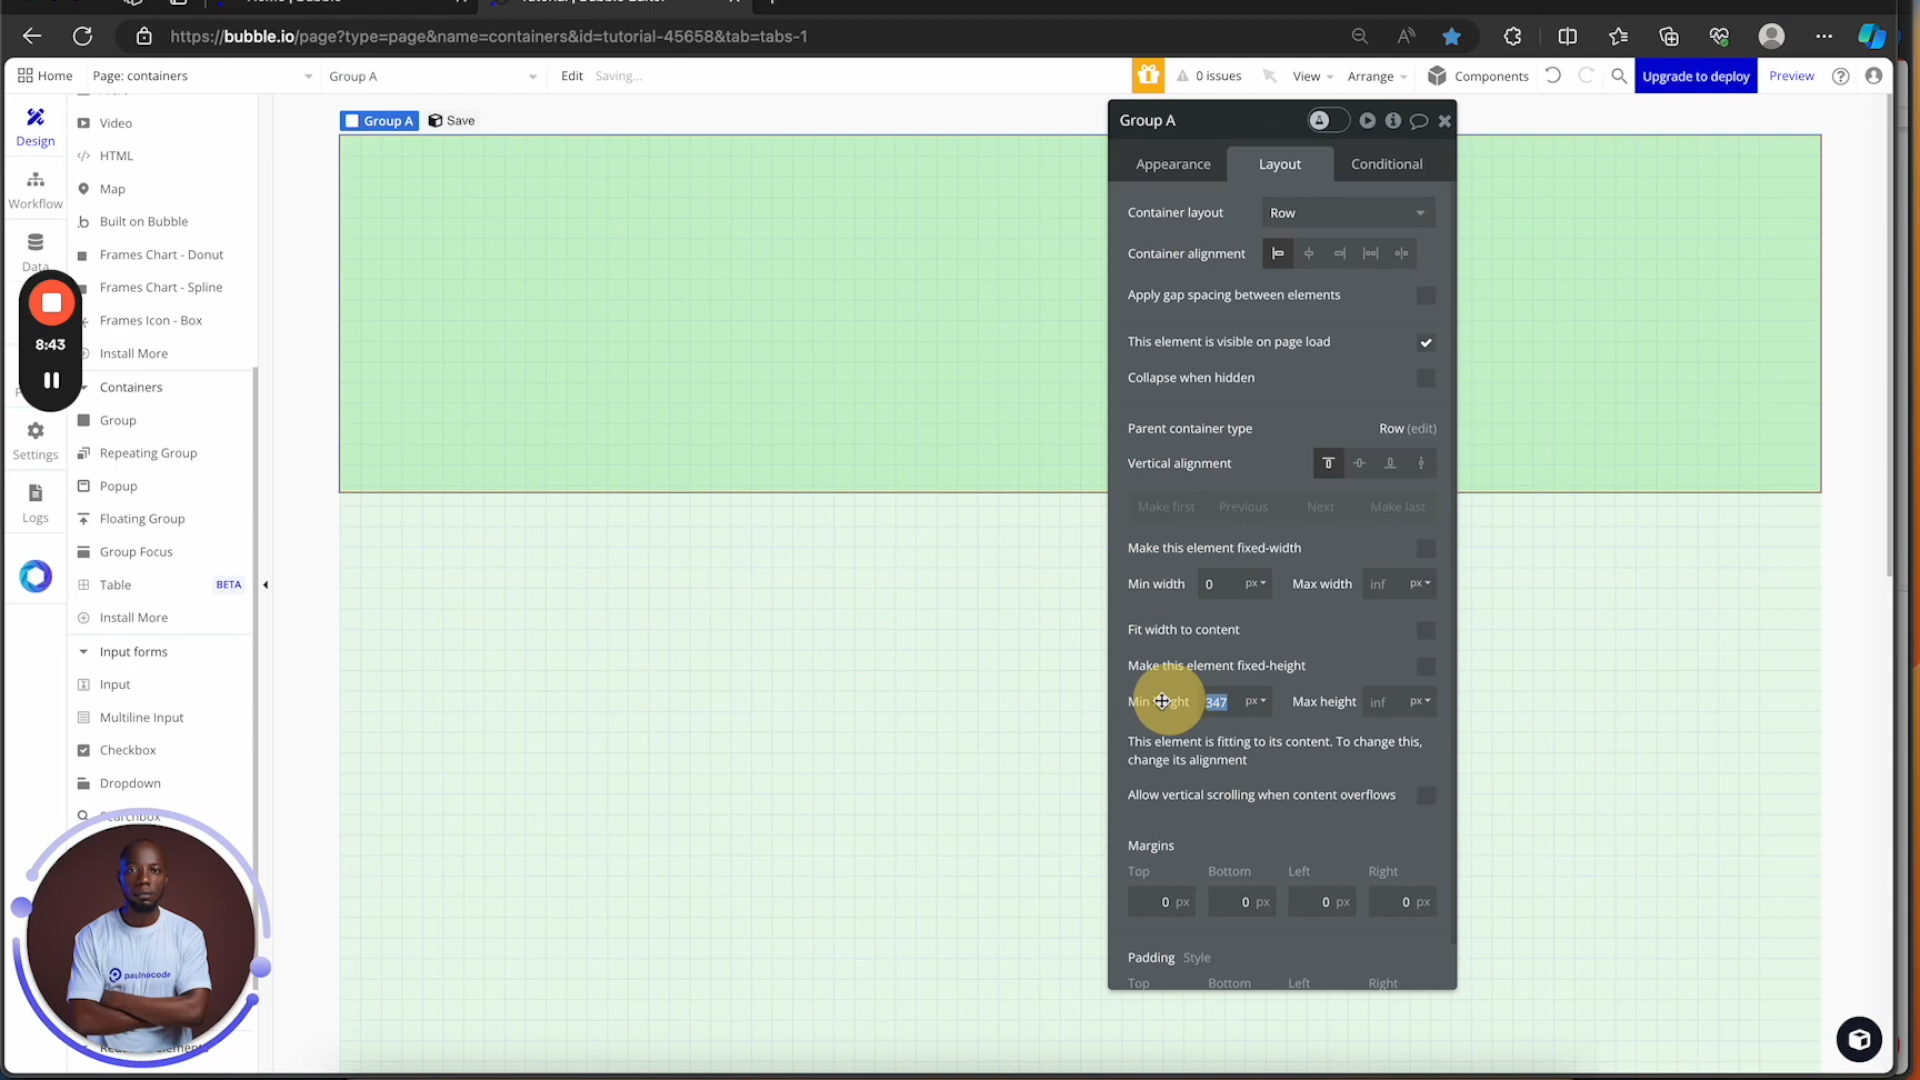 https://bubble.io/page?type=page&name=containers&id=tutorial-45658&tab=tabs-1
Home
Page: containers
Group A
Edit
Saving...
0 issues
View
Arrange
Components
Upgrade to deploy
Preview
Design
Workflow
Data
Settings
Logs
8:43
Video
HTML
Map
Built on Bubble
Frames Chart - Donut
Frames Chart - Spline
Frames Icon - Box
Install More
Containers
Group
Repeating Group
Popup
Floating Group
Group Focus
Table BETA
Install More
Input forms
Input
Multiline Input
Checkbox
Dropdown
Searchbox
paulnocode
Group A
Save
Group A
Appearance
Layout
Conditional
Container layout Row
Container alignment
Apply gap spacing between elements
This element is visible on page load
Collapse when hidden
Parent container type Row (edit)
Vertical alignment
Make first Previous Next Make last
Make this element fixed-width
Min width 0 px Max width inf px
Fit width to content
Make this element fixed-height
Min height 347 px Max height inf px
This element is fitting to its content. To change this,
change its alignment
Allow vertical scrolling when content overflows
Margins
Top Bottom Left Right
0 px 0 px 0 px 0 px
Padding Style
Top Bottom Left Right